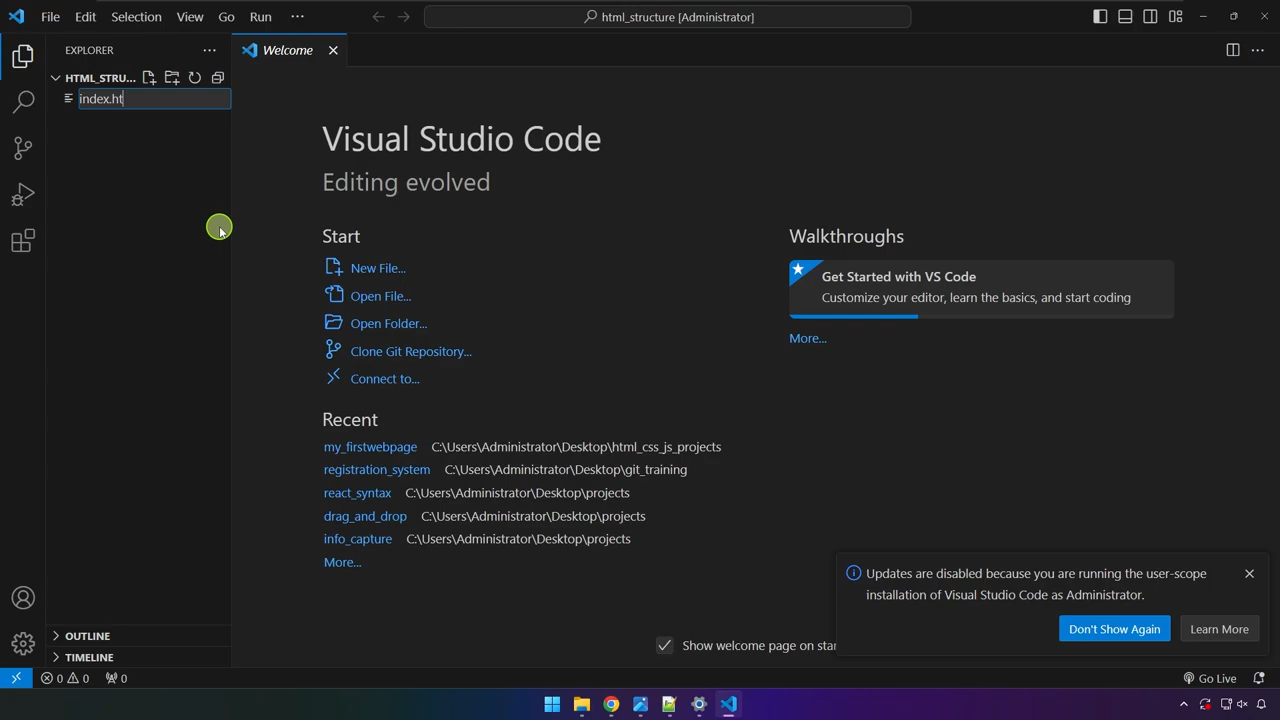 File Edit Selection View Go Run ··· html_structure [Administrator]
EXPLORER ··· Welcome
HTML_STRU...
index.ht
Visual Studio Code
Editing evolved
Start
New File...
Open File...
Open Folder...
Clone Git Repository...
Connect to...
Recent
my_firstwebpage C:\Users\Administrator\Desktop\html_css_js_projects
registration_system C:\Users\Administrator\Desktop\git_training
react_syntax C:\Users\Administrator\Desktop\projects
drag_and_drop C:\Users\Administrator\Desktop\projects
info_capture C:\Users\Administrator\Desktop\projects
More...
Walkthroughs
Get Started with VS Code
Customize your editor, learn the basics, and start coding
More...
Updates are disabled because you are running the user-scope
installation of Visual Studio Code as Administrator.
Don't Show Again Learn More
Show welcome page on star
OUTLINE
TIMELINE
0 0 0 Go Live